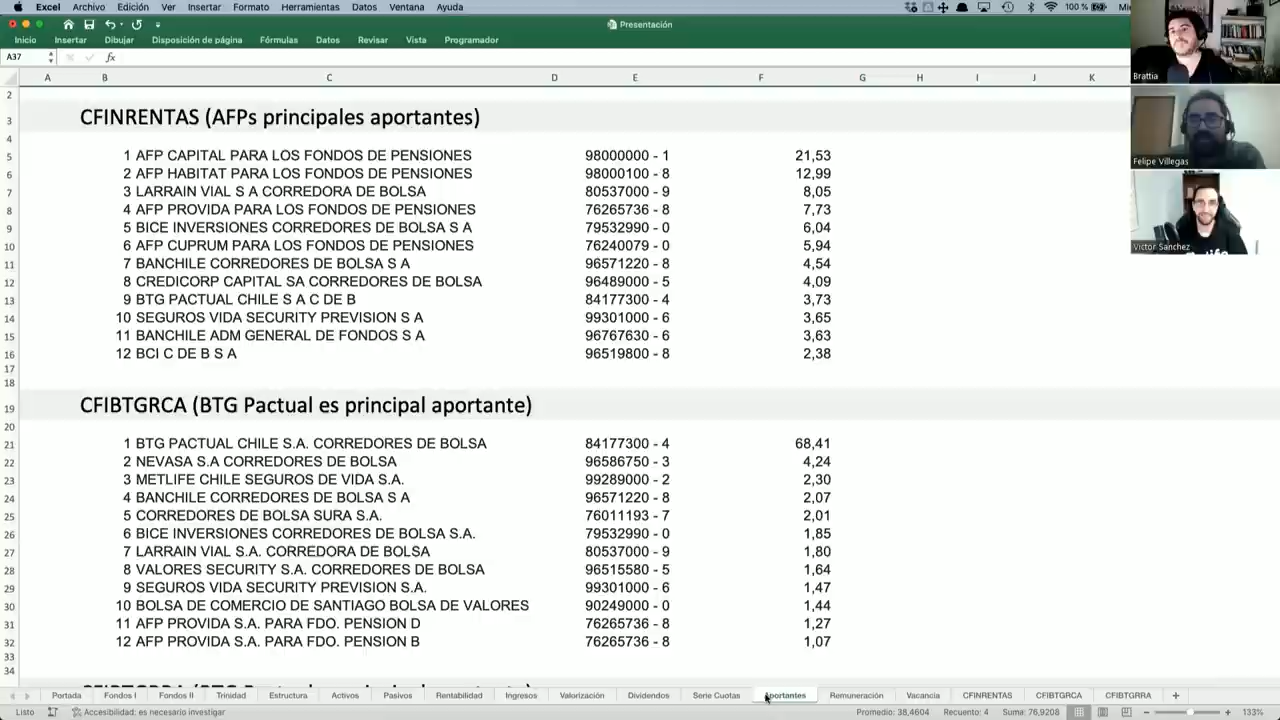 Excel Archivo Edición Ver Insertar Formato Herramientas Datos Ventana Ayuda 100 %
Presentación
Inicio Insertar Dibujar Disposición de página Fórmulas Datos Revisar Vista Programador
A37 fx
A B C D E F G H I J K
2
3 CFINRENTAS (AFPs principales aportantes)
4
5 1 AFP CAPITAL PARA LOS FONDOS DE PENSIONES 98000000 - 1 21,53
6 2 AFP HABITAT PARA LOS FONDOS DE PENSIONES 98000100 - 8 12,99
7 3 LARRAIN VIAL S A CORREDORA DE BOLSA 80537000 - 9 8,05
8 4 AFP PROVIDA PARA LOS FONDOS DE PENSIONES 76265736 - 8 7,73
9 5 BICE INVERSIONES CORREDORES DE BOLSA S A 79532990 - 0 6,04
10 6 AFP CUPRUM PARA LOS FONDOS DE PENSIONES 76240079 - 0 5,94
11 7 BANCHILE CORREDORES DE BOLSA S A 96571220 - 8 4,54
12 8 CREDICORP CAPITAL SA CORREDORES DE BOLSA 96489000 - 5 4,09
13 9 BTG PACTUAL CHILE S A C DE B 84177300 - 4 3,73
14 10 SEGUROS VIDA SECURITY PREVISION S A 99301000 - 6 3,65
15 11 BANCHILE ADM GENERAL DE FONDOS S A 96767630 - 6 3,63
16 12 BCI C DE B S A 96519800 - 8 2,38
17
18
19 CFIBTGRCA (BTG Pactual es principal aportante)
20
21 1 BTG PACTUAL CHILE S.A. CORREDORES DE BOLSA 84177300 - 4 68,41
22 2 NEVASA S.A CORREDORES DE BOLSA 96586750 - 3 4,24
23 3 METLIFE CHILE SEGUROS DE VIDA S.A. 99289000 - 2 2,30
24 4 BANCHILE CORREDORES DE BOLSA S A 96571220 - 8 2,07
25 5 CORREDORES DE BOLSA SURA S.A. 76011193 - 7 2,01
26 6 BICE INVERSIONES CORREDORES DE BOLSA S.A. 79532990 - 0 1,85
27 7 LARRAIN VIAL S.A. CORREDORA DE BOLSA 80537000 - 9 1,80
28 8 VALORES SECURITY S.A. CORREDORES DE BOLSA 96515580 - 5 1,64
29 9 SEGUROS VIDA SECURITY PREVISION S.A. 99301000 - 6 1,47
30 10 BOLSA DE COMERCIO DE SANTIAGO BOLSA DE VALORES 90249000 - 0 1,44
31 11 AFP PROVIDA S.A. PARA FDO. PENSION D 76265736 - 8 1,27
32 12 AFP PROVIDA S.A. PARA FDO. PENSION B 76265736 - 8 1,07
33
34
Portada Fondos I Fondos II Trinidad Estructura Activos Pasivos Rentabilidad Ingresos Valorización Dividendos Serie Cuotas Aportantes Remuneración Vacancia CFINRENTAS CFIBTGRCA CFIBTGRRA +
Listo Accesibilidad: es necesario investigar Promedio: 38,4604 Recuento: 4 Suma: 76,9208 133%
Brattia
Felipe Villegas
Victor Sanchez